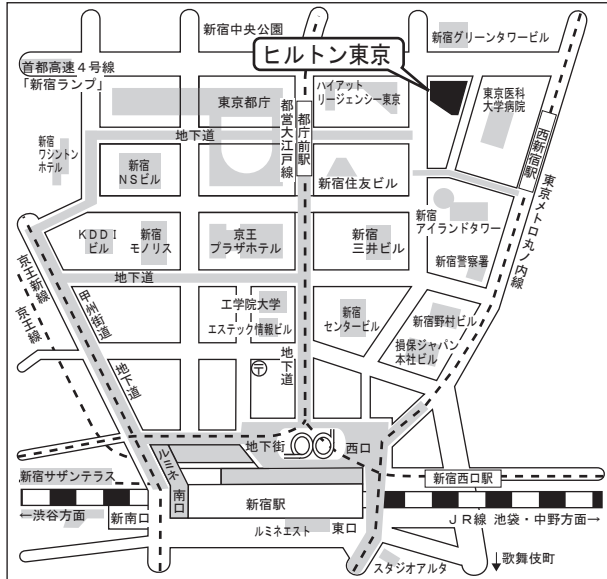 新宿中央公園
新宿グリーンタワービル
ヒルトン東京
首都高速4号線
「新宿ランプ」
東京都庁
ハイアット
リージェンシー東京
東京医科
大学病院
都営大江戸線
都庁前駅
西新宿駅
東京メトロ丸ノ内線
地下道
新宿
ワシントン
ホテル
新宿
NSビル
新宿住友ビル
新宿
アイランドタワー
KDDI
ビル
新宿
モノリス
京王
プラザホテル
新宿
三井ビル
新宿警察署
地下道
京王新線
京王線
甲州街道
地下道
工学院大学
エステック情報ビル
地下道
新宿
センタービル
新宿野村ビル
損保ジャパン
本社ビル
〒
地下街
西口
ルミネ
南口
新宿サザンテラス
新宿西口駅
新宿駅
←渋谷方面
新南口
ルミネエスト
東口
JR線 池袋・中野方面→
スタジオアルタ
↓歌舞伎町